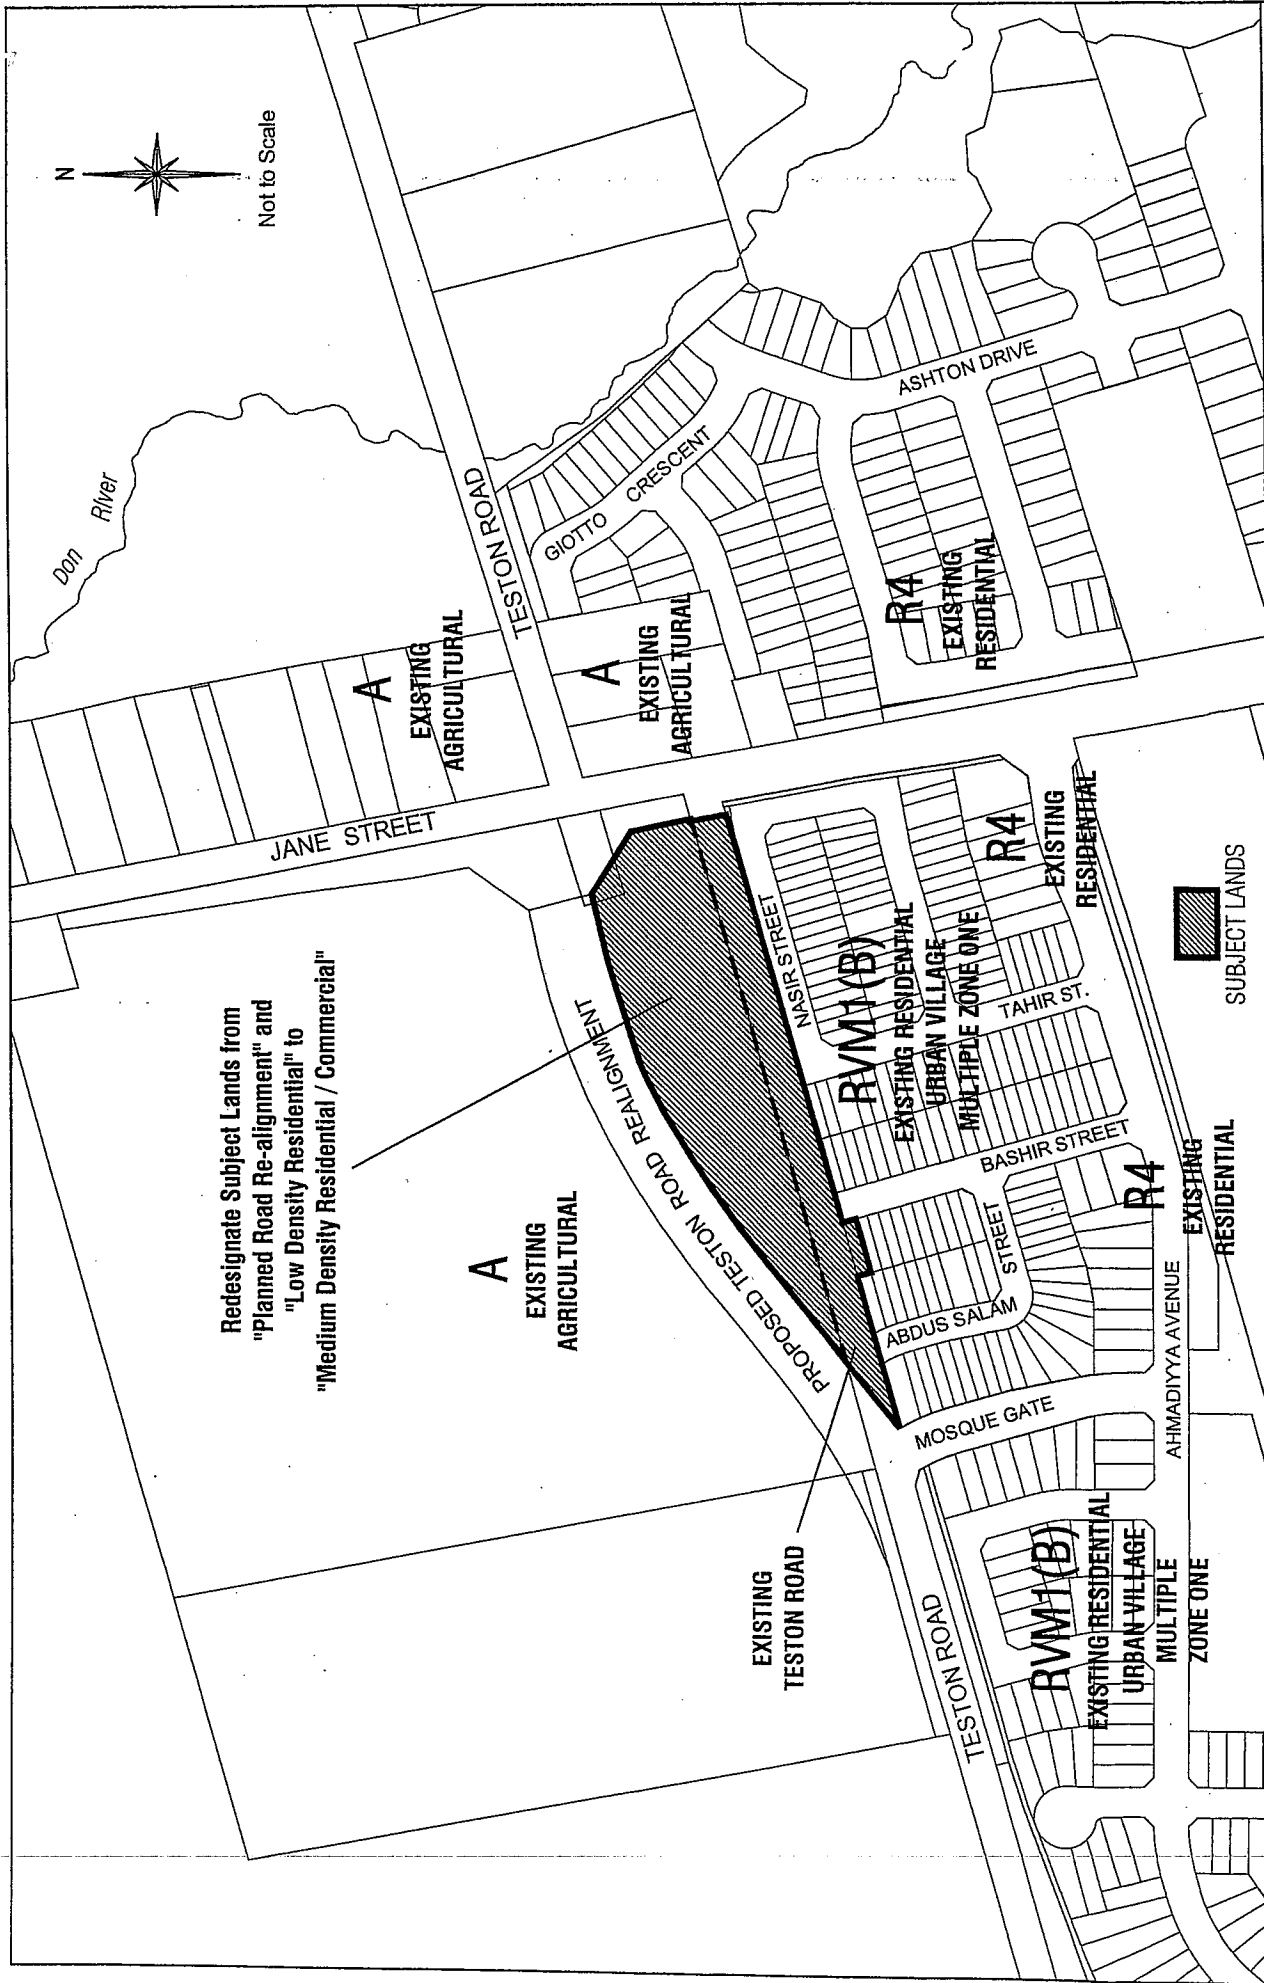 N
Not to Scale
Don River
Redesignate Subject Lands from
"Planned Road Re-alignment" and
"Low Density Residential" to
"Medium Density Residential / Commercial"
JANE STREET
A
EXISTING
AGRICULTURAL
TESTON ROAD
A
EXISTING
AGRICULTURAL
GIOTTO CRESCENT
ASHTON DRIVE
A
EXISTING
AGRICULTURAL
PROPOSED TESTON ROAD REALIGNMENT
R4
EXISTING
RESIDENTIAL
NASIR STREET
RVM1(B)
EXISTING RESIDENTIAL
URBAN VILLAGE
MULTIPLE ZONE ONE
R4
EXISTING
RESIDENTIAL
TAHIR ST.
BASHIR STREET
ABDUS SALAM STREET
MOSQUE GATE
AHMADIYYA AVENUE
R4
EXISTING
RESIDENTIAL
EXISTING
TESTON ROAD
TESTON ROAD
RVM1(B)
EXISTING RESIDENTIAL
URBAN VILLAGE
MULTIPLE
ZONE ONE
SUBJECT LANDS